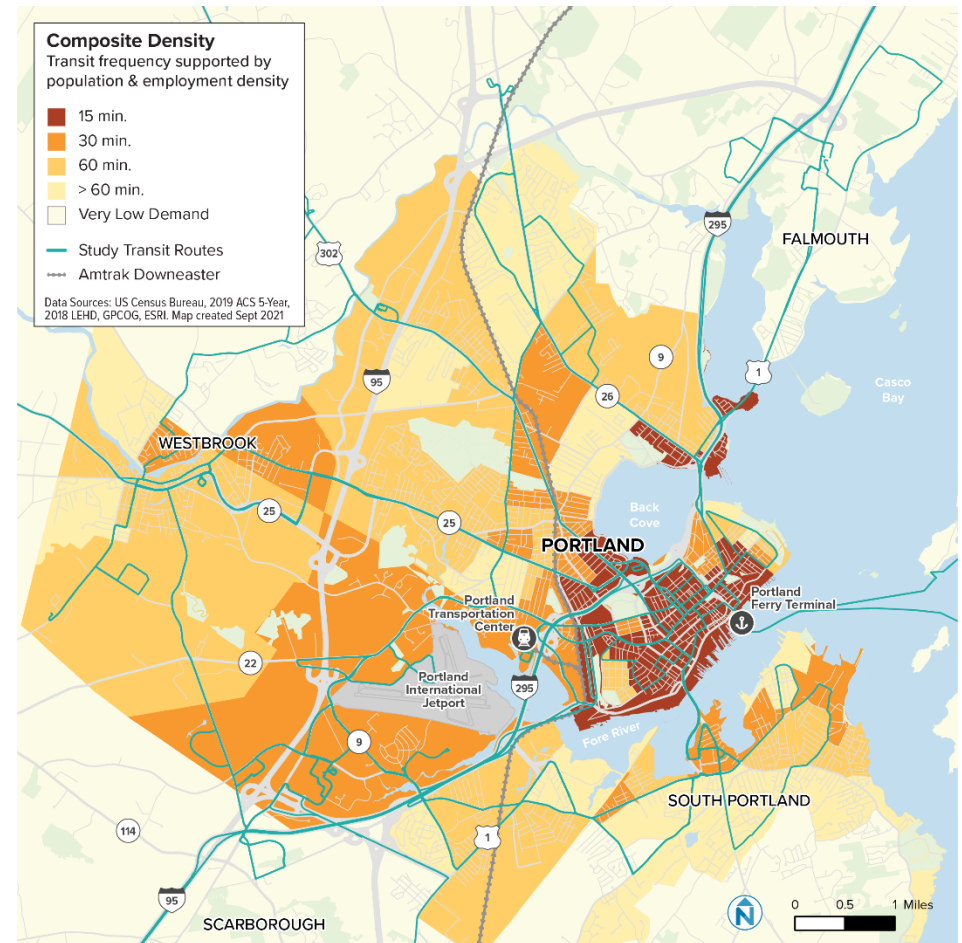 Composite Density
Transit frequency supported by
population & employment density
15 min.
30 min.
60 min.
> 60 min.
Very Low Demand
Study Transit Routes
Amtrak Downeaster
Data Sources: US Census Bureau, 2019 ACS 5-Year,
2018 LEHD, GPCOG, ESRI. Map created Sept 2021
302
295
FALMOUTH
9
1
95
26
Casco
Bay
WESTBROOK
25
25
Back
Cove
PORTLAND
Portland
Transportation
Center
Portland
Ferry Terminal
22
Portland
International
Jetport
295
9
Fore River
SOUTH PORTLAND
114
1
95
SCARBOROUGH
N
0 0.5 1 Miles